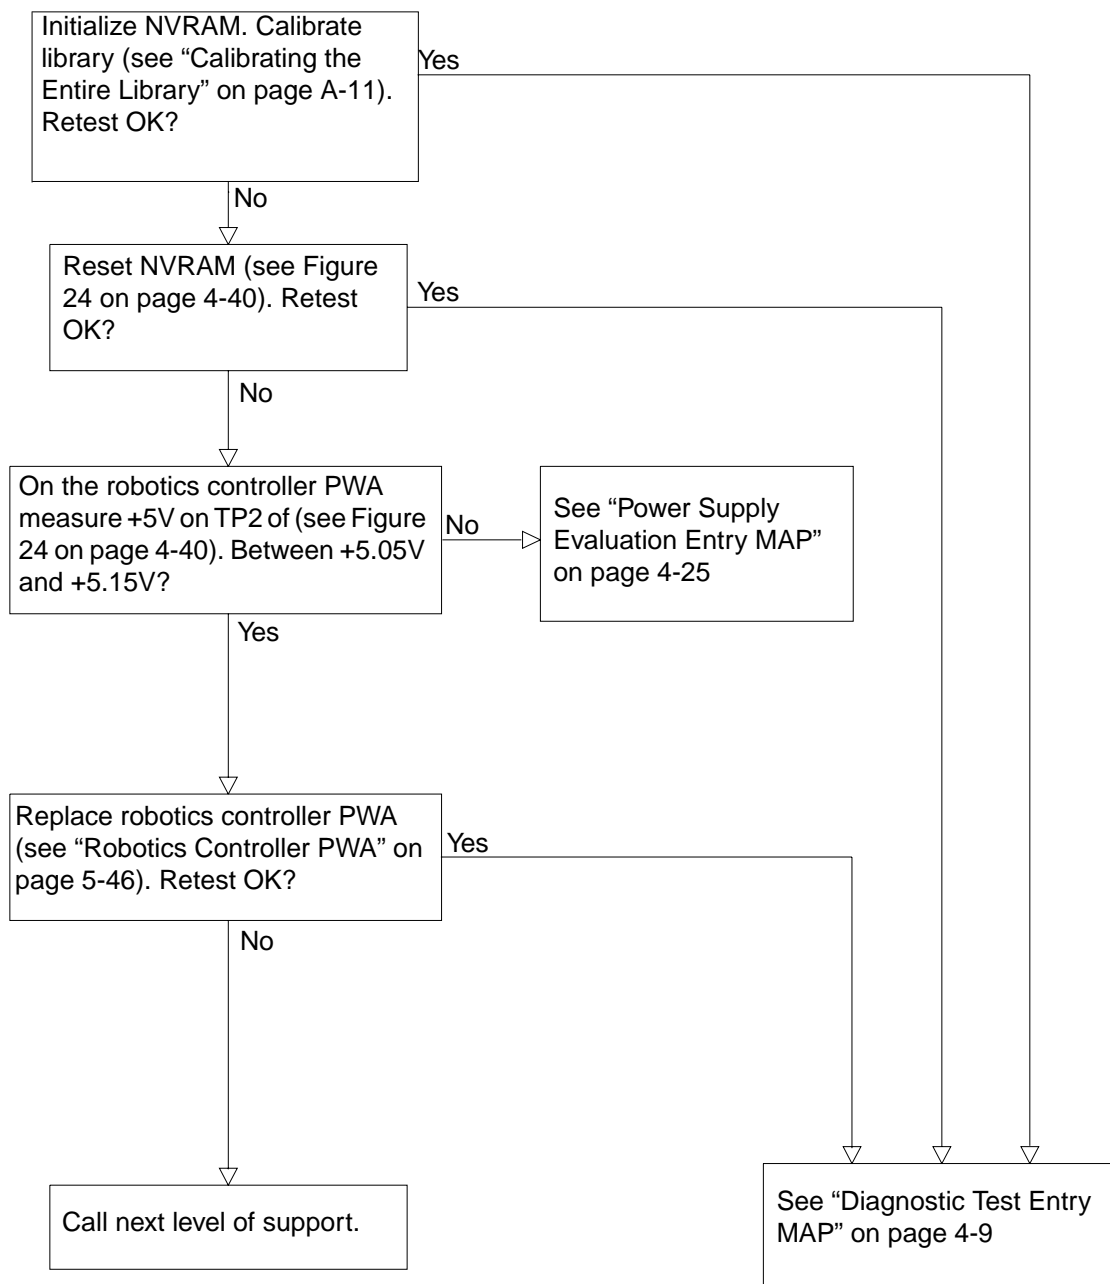 Initialize NVRAM. Calibrate
library (see “Calibrating the
Entire Library” on page A-11).
Retest OK?
Yes
No
Reset NVRAM (see Figure
24 on page 4-40). Retest
OK?
Yes
No
On the robotics controller PWA
measure +5V on TP2 of (see Figure
24 on page 4-40). Between +5.05V
and +5.15V?
No
See “Power Supply
Evaluation Entry MAP”
on page 4-25
Yes
Replace robotics controller PWA
(see “Robotics Controller PWA” on
page 5-46). Retest OK?
Yes
No
Call next level of support.
See “Diagnostic Test Entry
MAP” on page 4-9